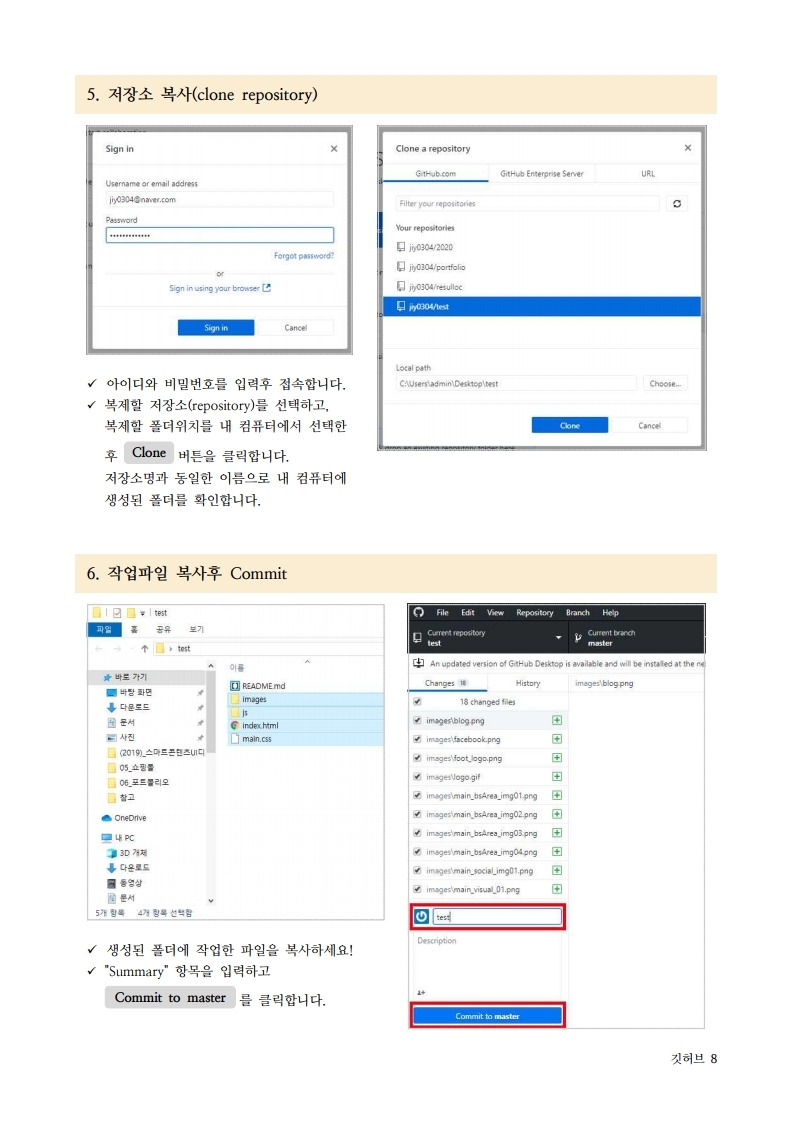 5. 저장소 복사(clone repository)
Sign in
Username or email address
jiy0304@naver.com
Password
•••••••••••••
Forgot password?
or
Sign in using your browser
Sign in
Cancel
Clone a repository
GitHub.com
GitHub Enterprise Server
URL
Filter your repositories
Your repositories
jiy0304/2020
jiy0304/portfolio
jiy0304/resulloc
jiy0304/test
Local path
C:\Users\admin\Desktop\test
Choose...
Clone
Cancel
✓ 아이디와 비밀번호를 입력후 접속합니다.
✓ 복제할 저장소(repository)를 선택하고,
복제할 폴더위치를 내 컴퓨터에서 선택한
후 Clone 버튼을 클릭합니다.
저장소명과 동일한 이름으로 내 컴퓨터에
생성된 폴더를 확인합니다.
6. 작업파일 복사후 Commit
test
파일 홈 공유 보기
test
바로 가기
바탕 화면
다운로드
문서
사진
(2019)_스마트콘텐츠UI디
05_쇼핑몰
06_포트폴리오
참고
OneDrive
내 PC
3D 개체
다운로드
동영상
문서
5개 항목 4개 항목 선택함
이름
README.md
images
js
index.html
main.css
File Edit View Repository Branch Help
Current repository
test
Current branch
master
An updated version of GitHub Desktop is available and will be installed at the ne
Changes 18
History
images\blog.png
18 changed files
images\blog.png
images\facebook.png
images\foot_logo.png
images\logo.gif
images\main_bsArea_img01.png
images\main_bsArea_img02.png
images\main_bsArea_img03.png
images\main_bsArea_img04.png
images\main_social_img01.png
images\main_visual_01.png
test
Description
Commit to master
✓ 생성된 폴더에 작업한 파일을 복사하세요!
✓ "Summary" 항목을 입력하고
Commit to master 를 클릭합니다.
깃허브 8